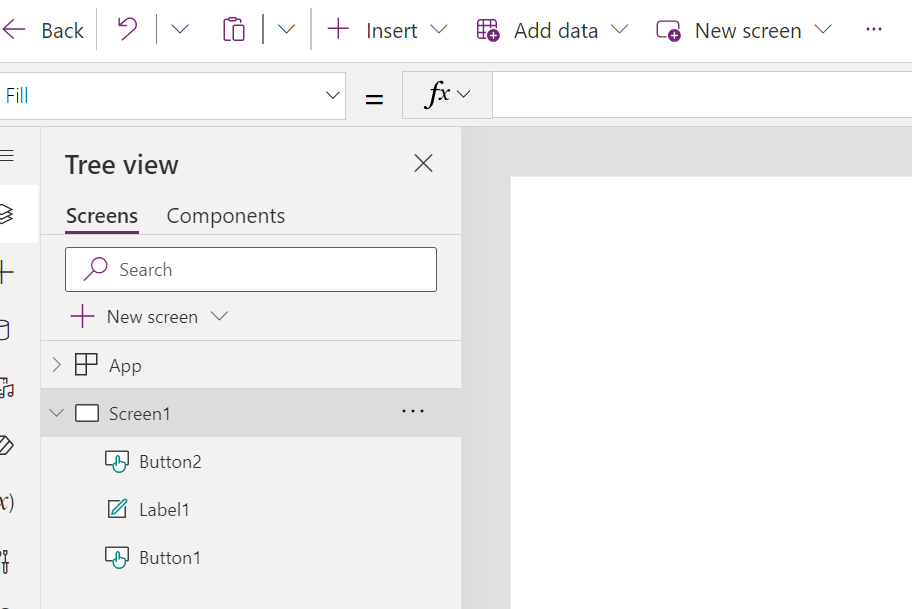 Back Insert Add data New screen ...
Fill = fx
Tree view
Screens Components
Search
New screen
App
Screen1 ...
Button2
Label1
Button1